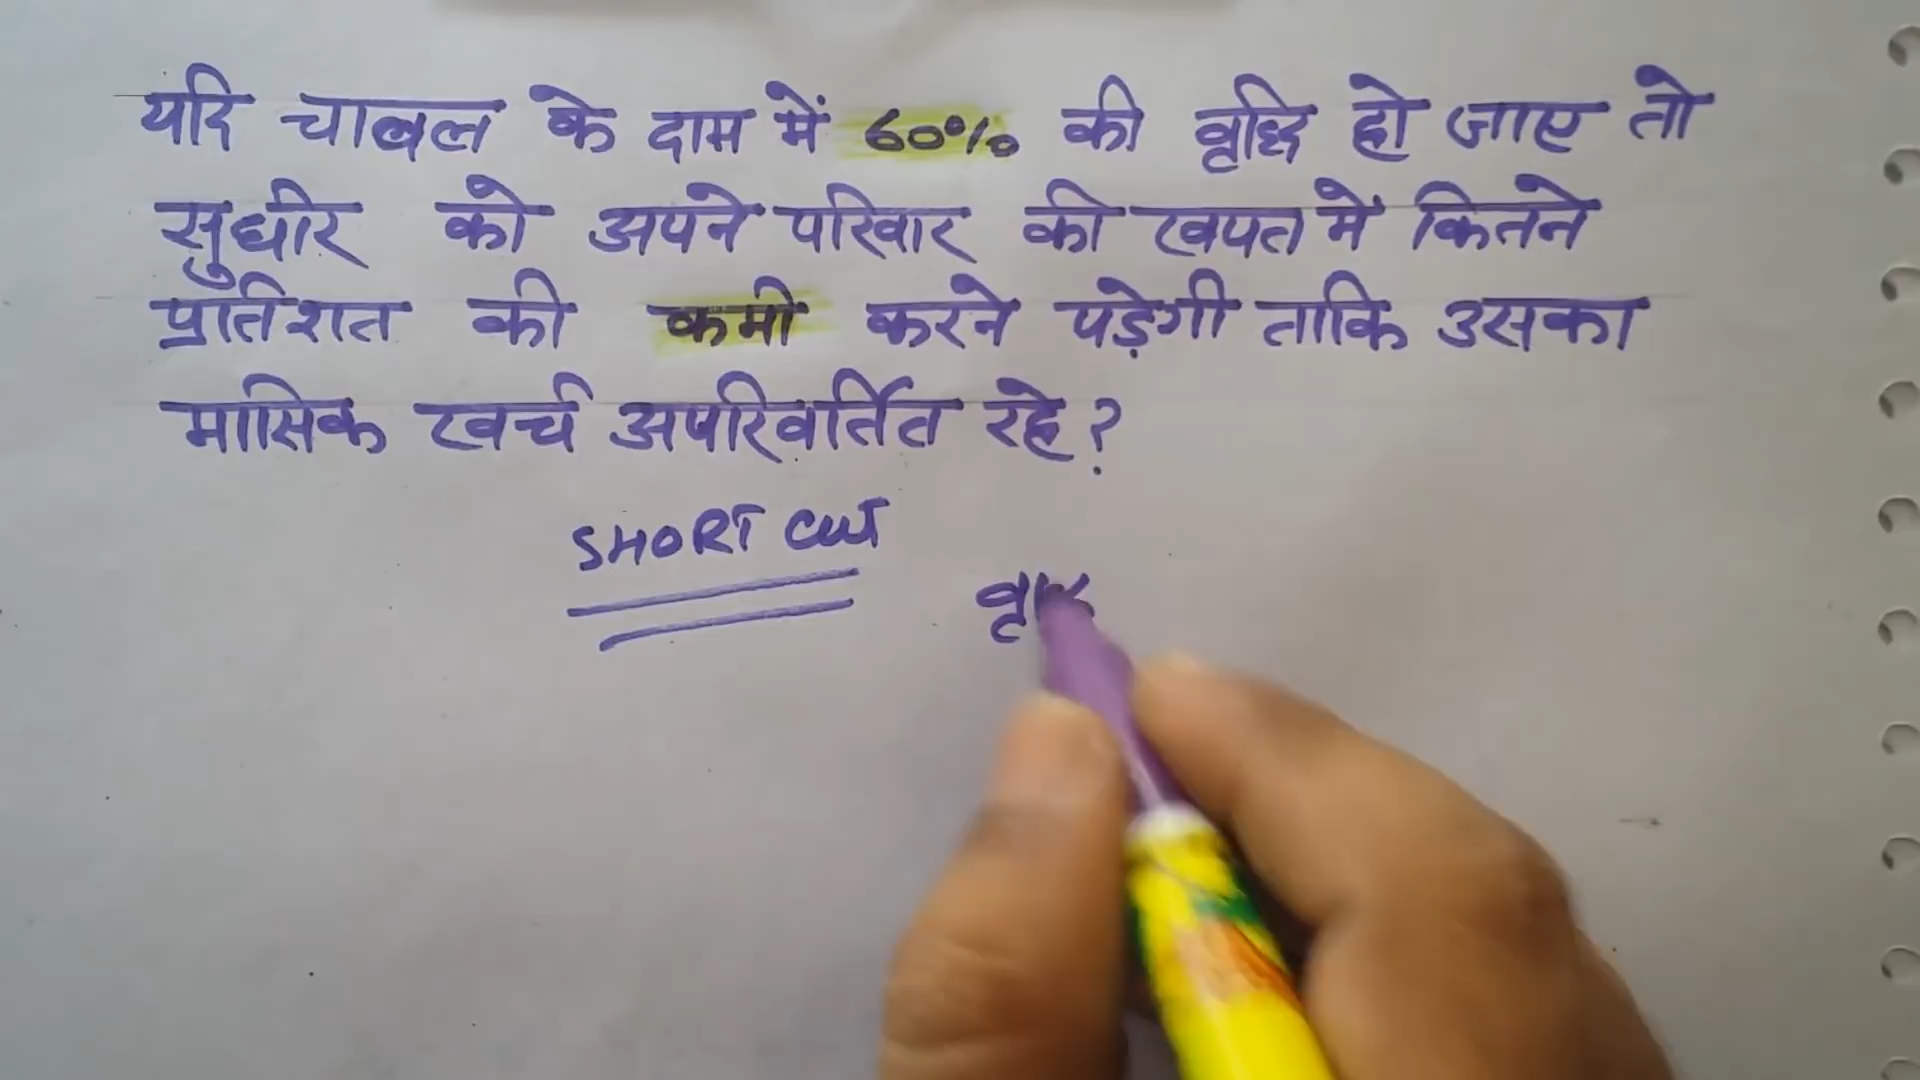 यदि चावल के दाम में 60% की वृद्धि हो जाए तो
सुधीर को अपने परिवार की खपत में कितने
प्रतिशत की कमी करने पड़ेगी ताकि उसका
मासिक खर्च अपरिवर्तित रहे?
SHORT CUT